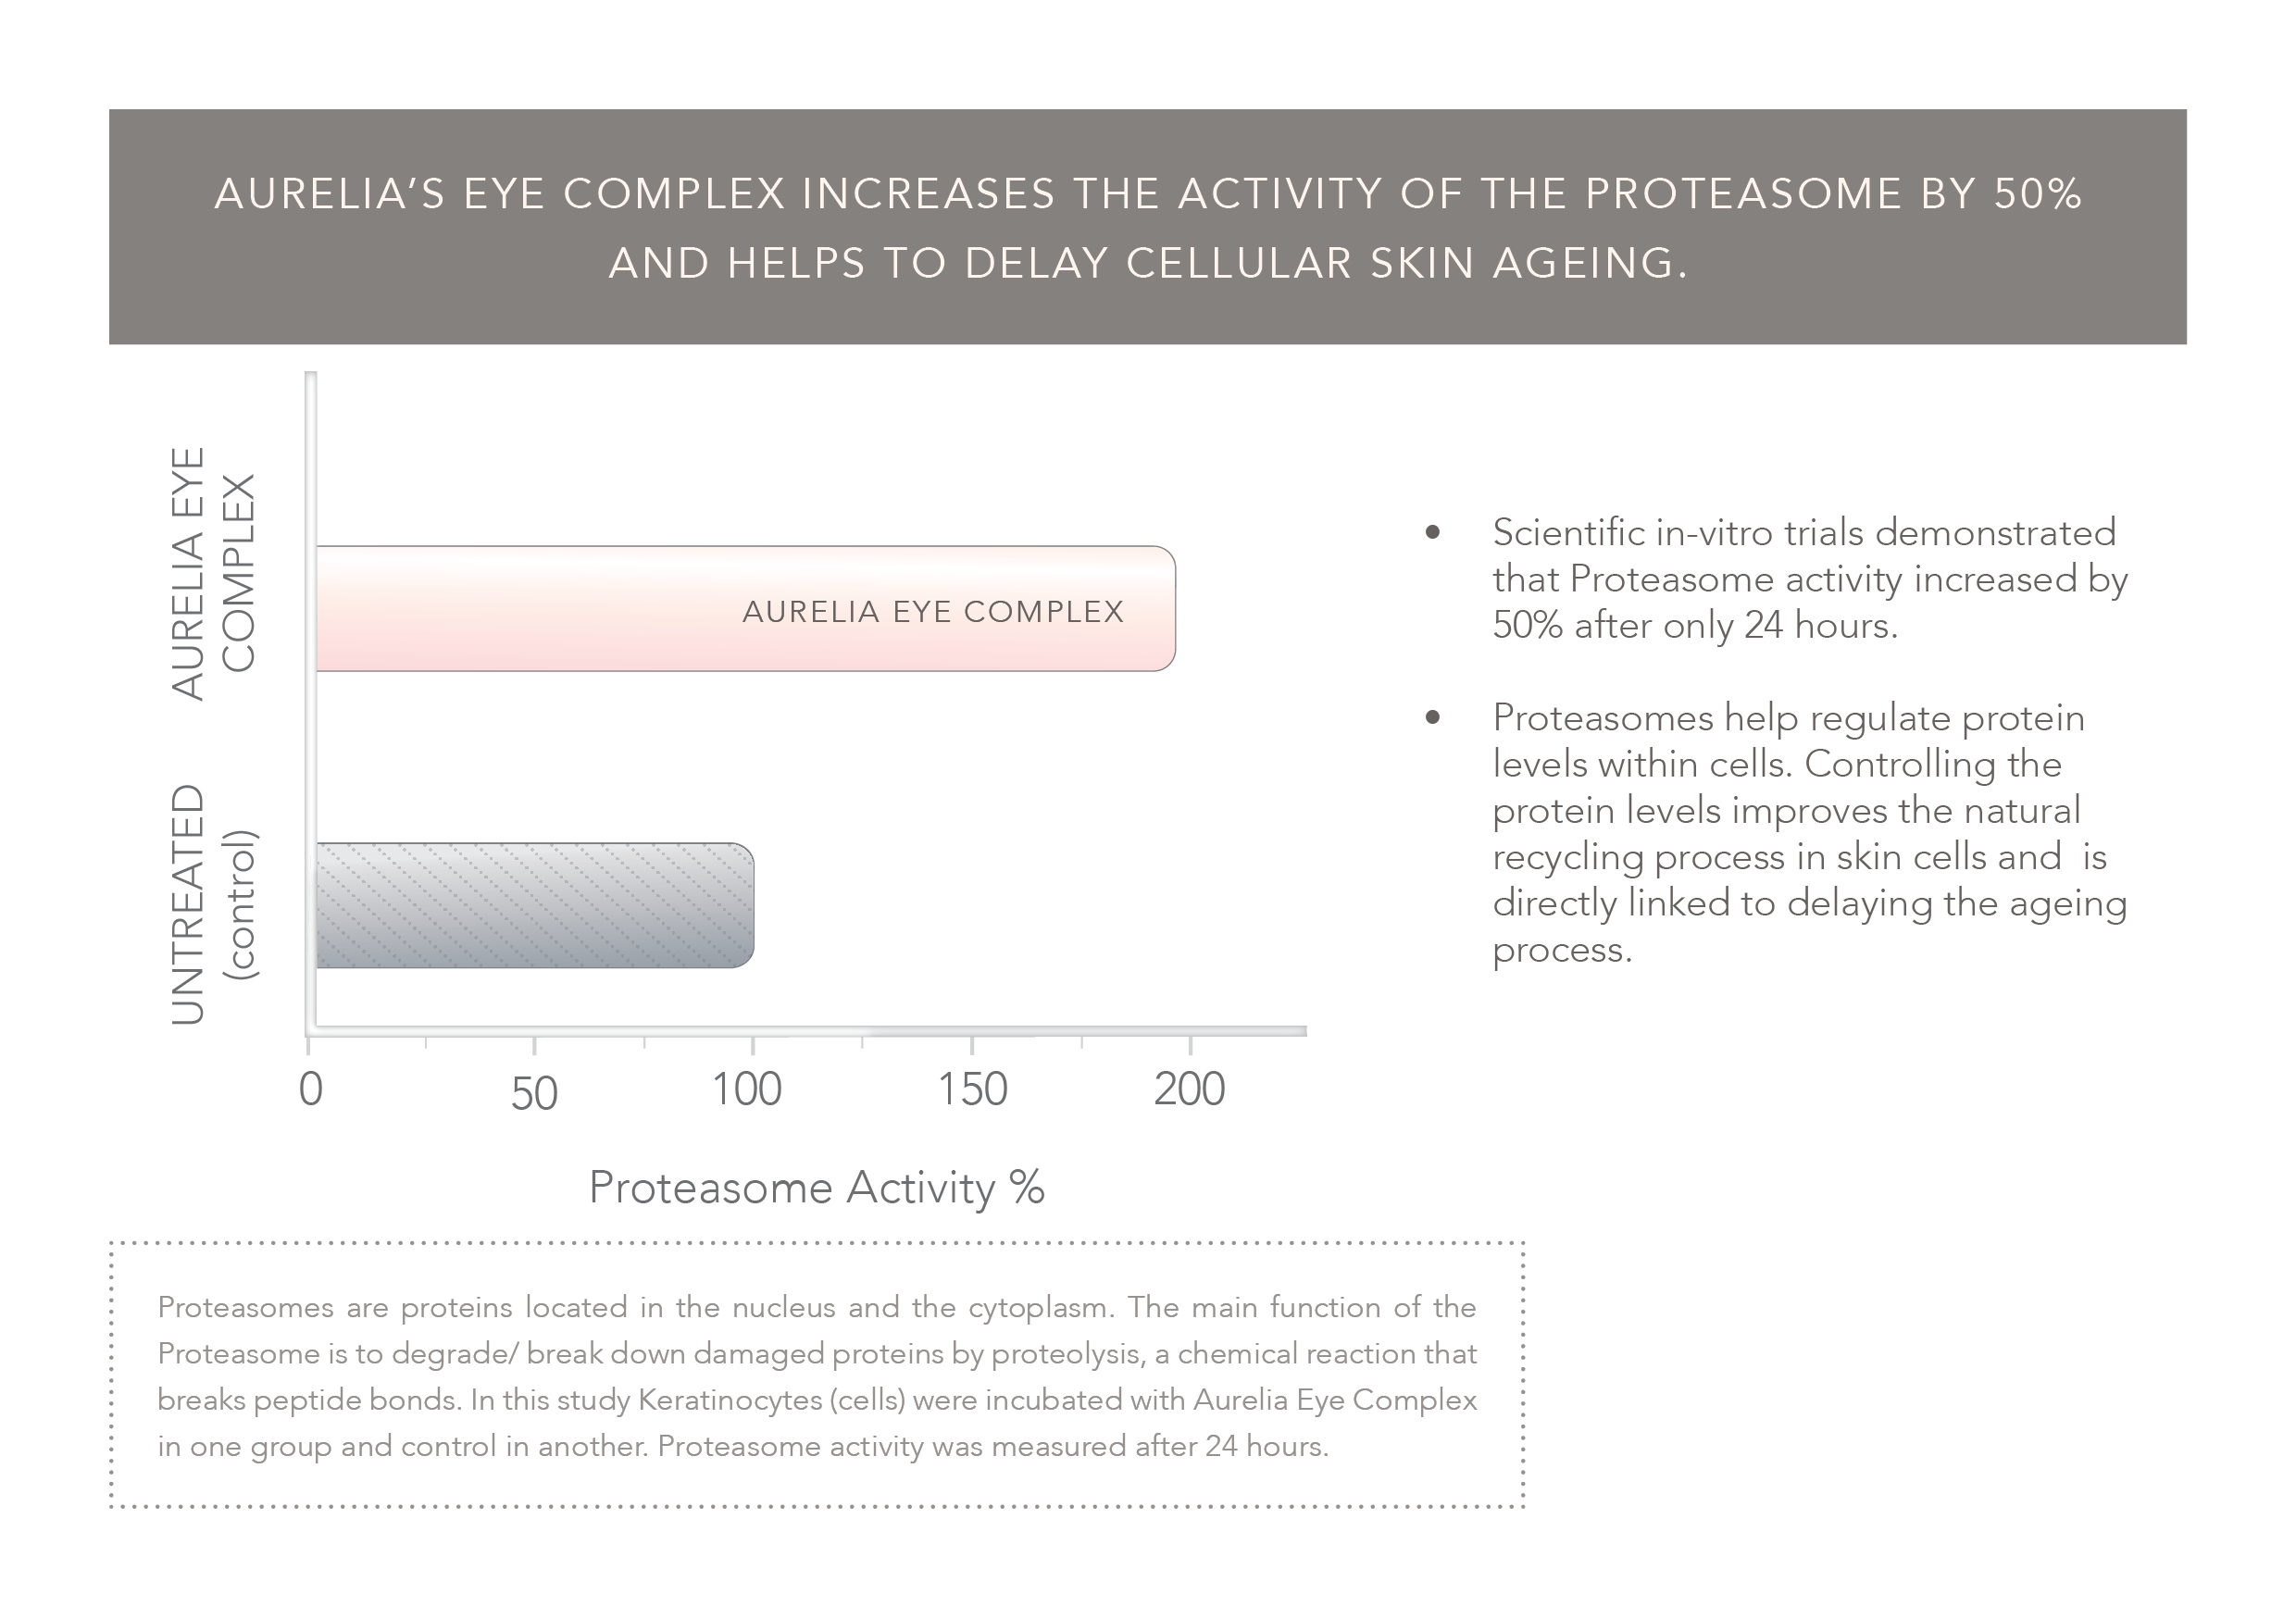 AURELIA’S EYE COMPLEX INCREASES THE ACTIVITY OF THE PROTEASOME BY 50%
AND HELPS TO DELAY CELLULAR SKIN AGEING.
AURELIA EYE
COMPLEX
AURELIA EYE COMPLEX
UNTREATED
(control)
0 50 100 150 200
Proteasome Activity %
• Scientific in-vitro trials demonstrated
that Proteasome activity increased by
50% after only 24 hours.
• Proteasomes help regulate protein
levels within cells. Controlling the
protein levels improves the natural
recycling process in skin cells and  is
directly linked to delaying the ageing
process.
Proteasomes are proteins located in the nucleus and the cytoplasm. The main function of the
Proteasome is to degrade/ break down damaged proteins by proteolysis, a chemical reaction that
breaks peptide bonds. In this study Keratinocytes (cells) were incubated with Aurelia Eye Complex
in one group and control in another. Proteasome activity was measured after 24 hours.